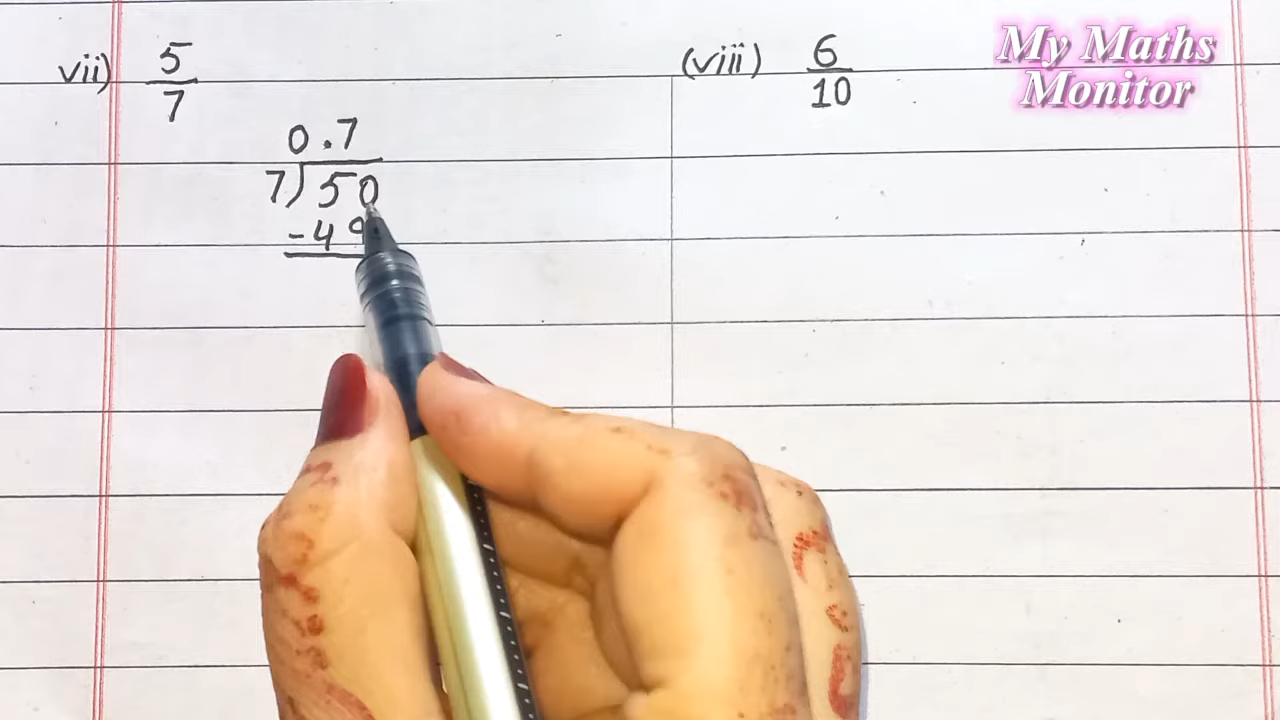 vii) 5/7
0.7
7)50
-49
(viii) 6/10
My Maths
Monitor